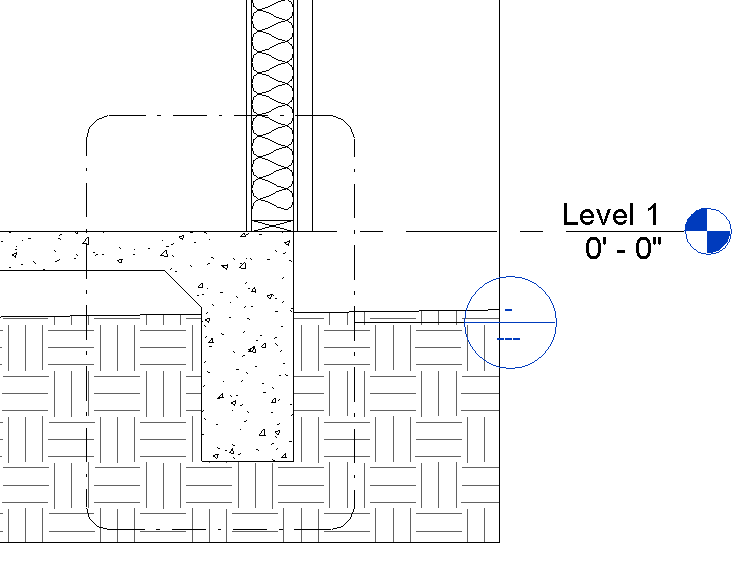 Level 1
0' - 0"
-
---